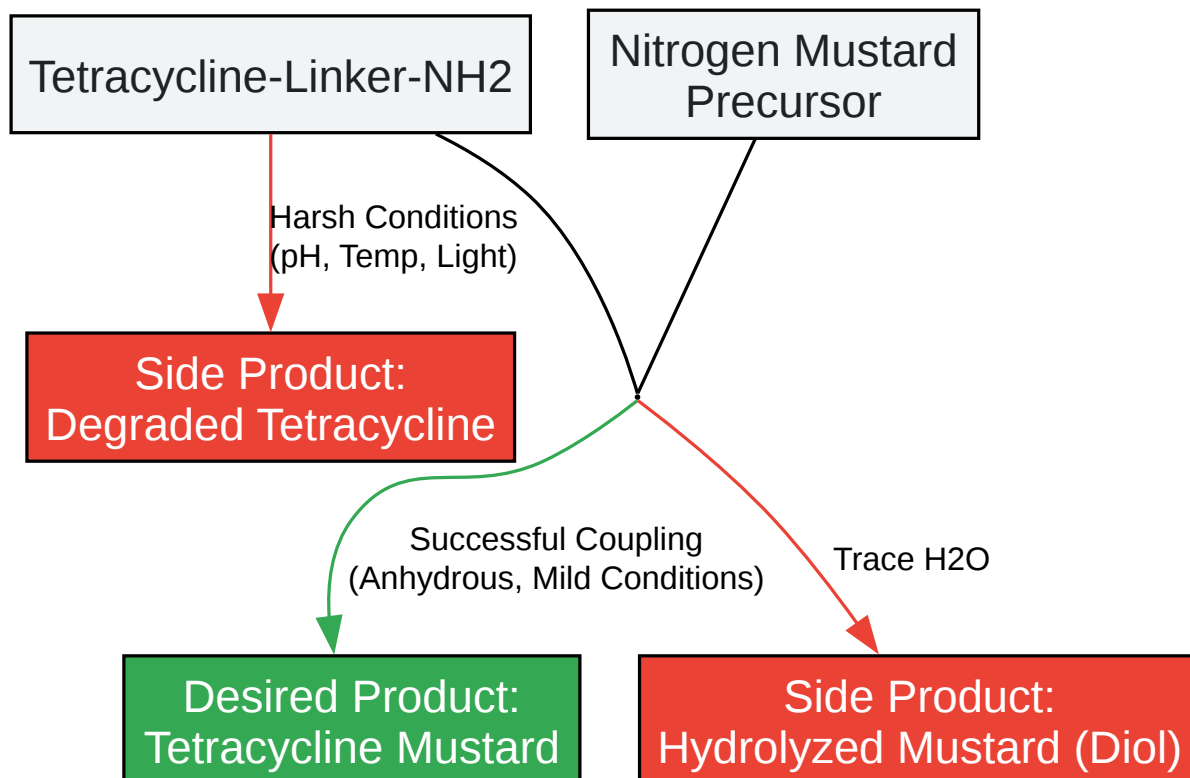 Tetracycline-Linker-NH2
Nitrogen Mustard
Precursor
Harsh Conditions
(pH, Temp, Light)
Side Product:
Degraded Tetracycline
Successful Coupling
(Anhydrous, Mild Conditions)
Trace H2O
Desired Product:
Tetracycline Mustard
Side Product:
Hydrolyzed Mustard (Diol)